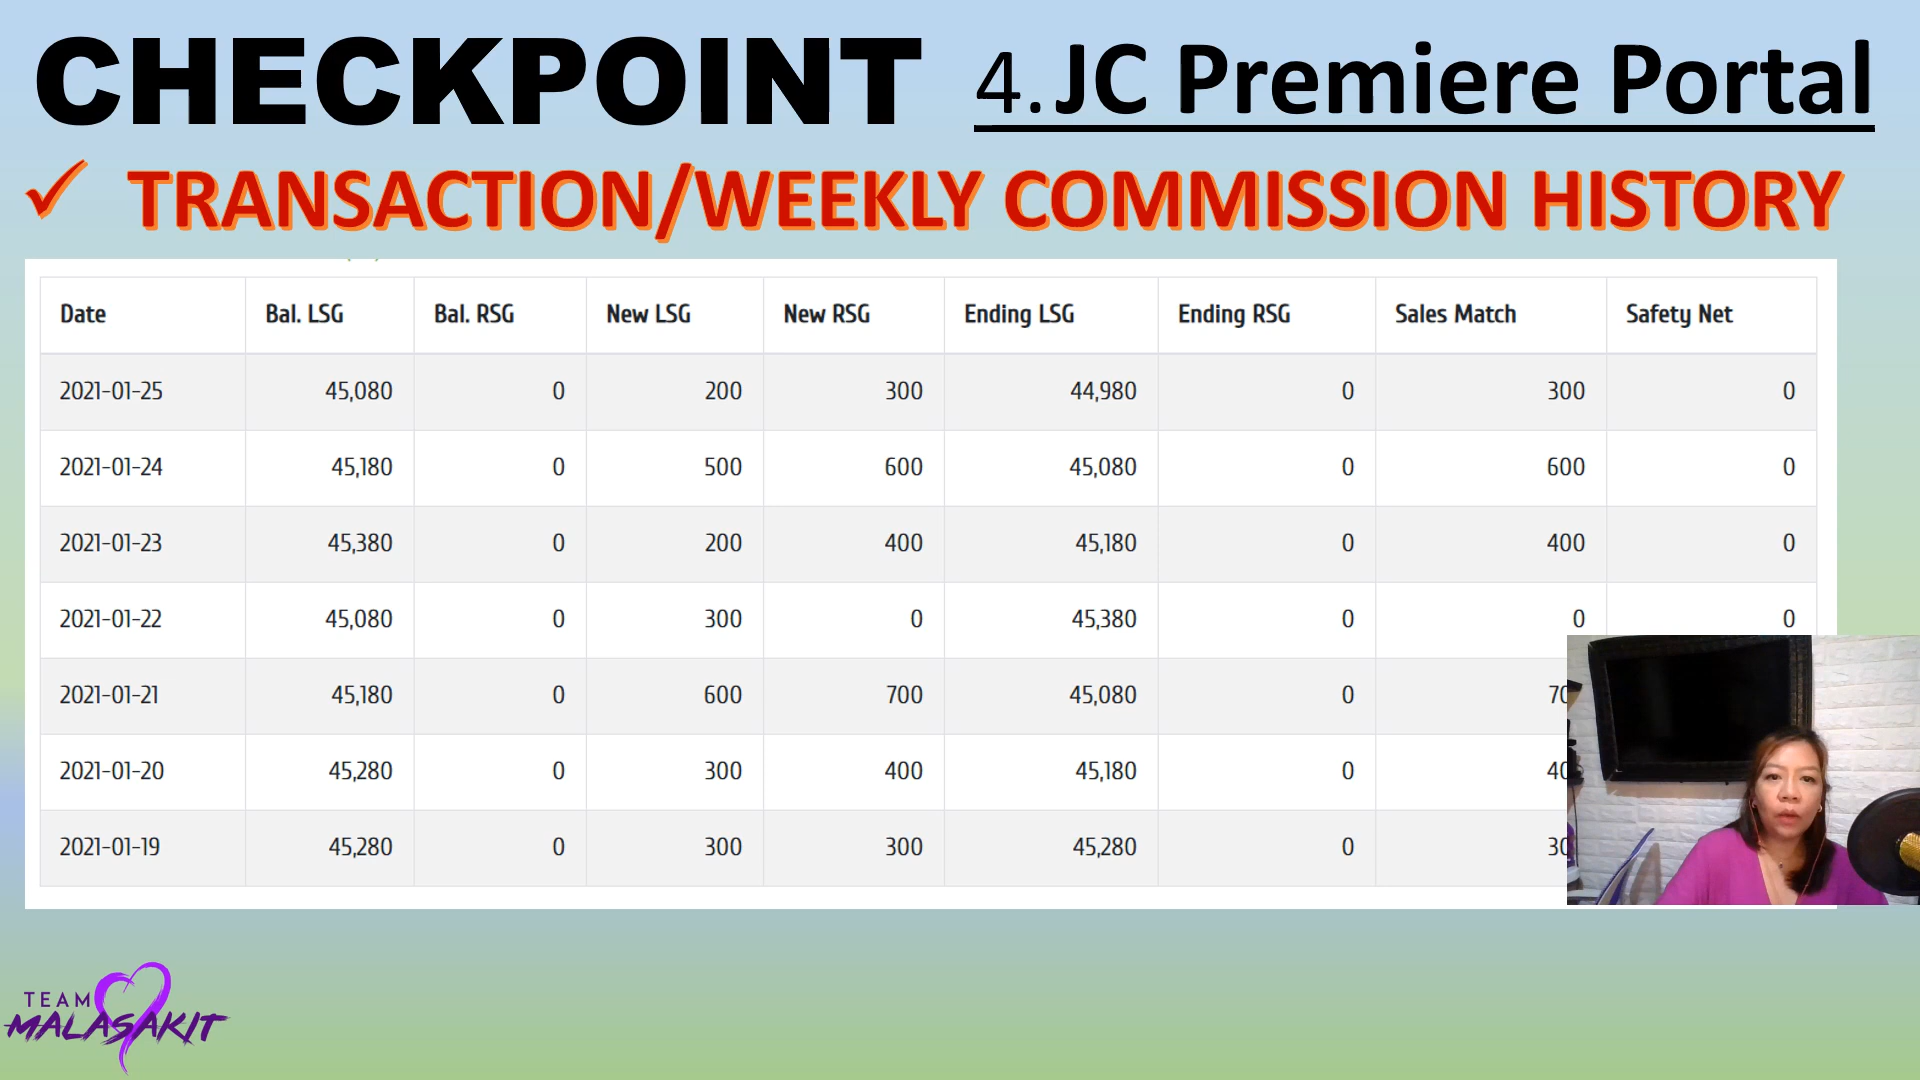 CHECKPOINT 4. JC Premiere Portal
✓ TRANSACTION/WEEKLY COMMISSION HISTORY
Date Bal. LSG Bal. RSG New LSG New RSG Ending LSG Ending RSG Sales Match Safety Net
2021-01-25 45,080 0 200 300 44,980 0 300 0
2021-01-24 45,180 0 500 600 45,080 0 600 0
2021-01-23 45,380 0 200 400 45,180 0 400 0
2021-01-22 45,080 0 300 0 45,380 0 0 0
2021-01-21 45,180 0 600 700 45,080 0
2021-01-20 45,280 0 300 400 45,180 0
2021-01-19 45,280 0 300 300 45,280 0
TEAM
MALASAKIT